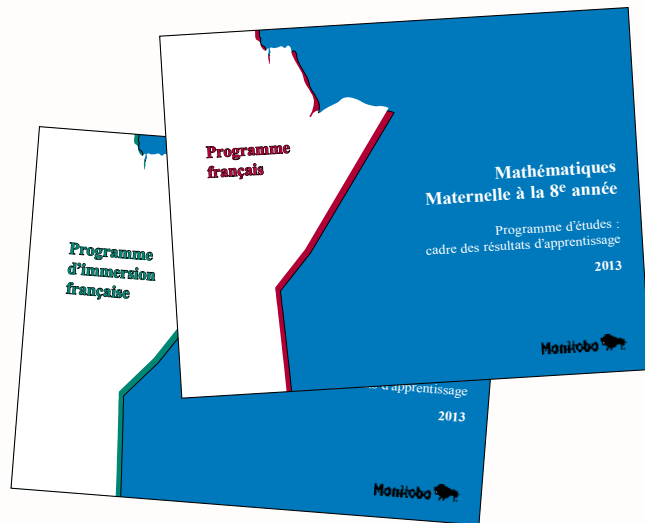 Programme
français
Mathématiques
Maternelle à la 8e année
Programme d'études :
cadre des résultats d'apprentissage
2013
Manitoba
Programme
d'immersion
française
d'apprentissage
2013
Manitoba